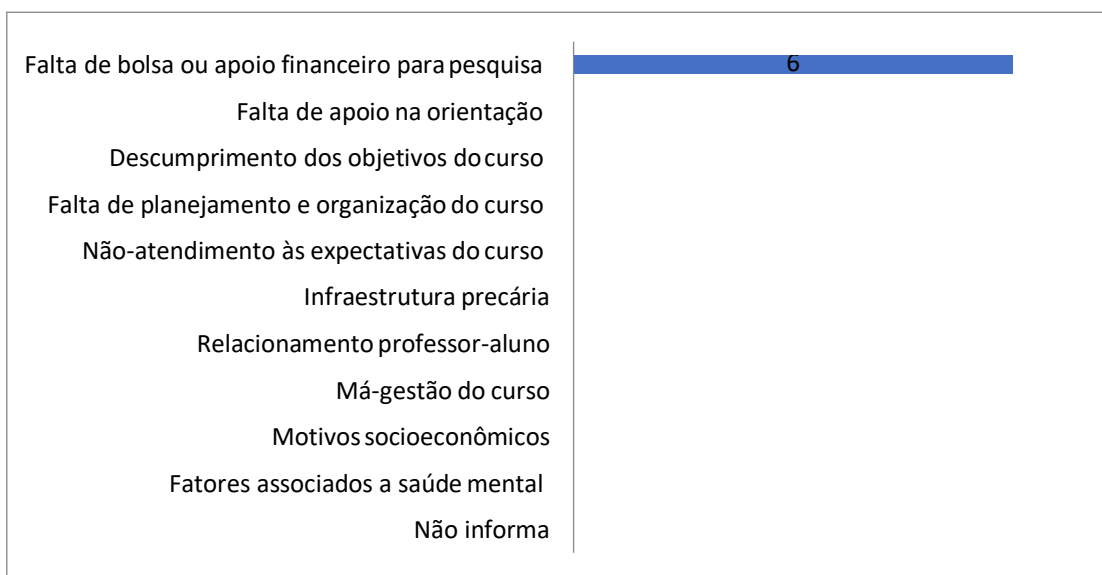 Falta de bolsa ou apoio financeiro para pesquisa 6
Falta de apoio na orientação
Descumprimento dos objetivos do curso
Falta de planejamento e organização do curso
Não-atendimento às expectativas do curso
Infraestrutura precária
Relacionamento professor-aluno
Má-gestão do curso
Motivos socioeconômicos
Fatores associados a saúde mental
Não informa